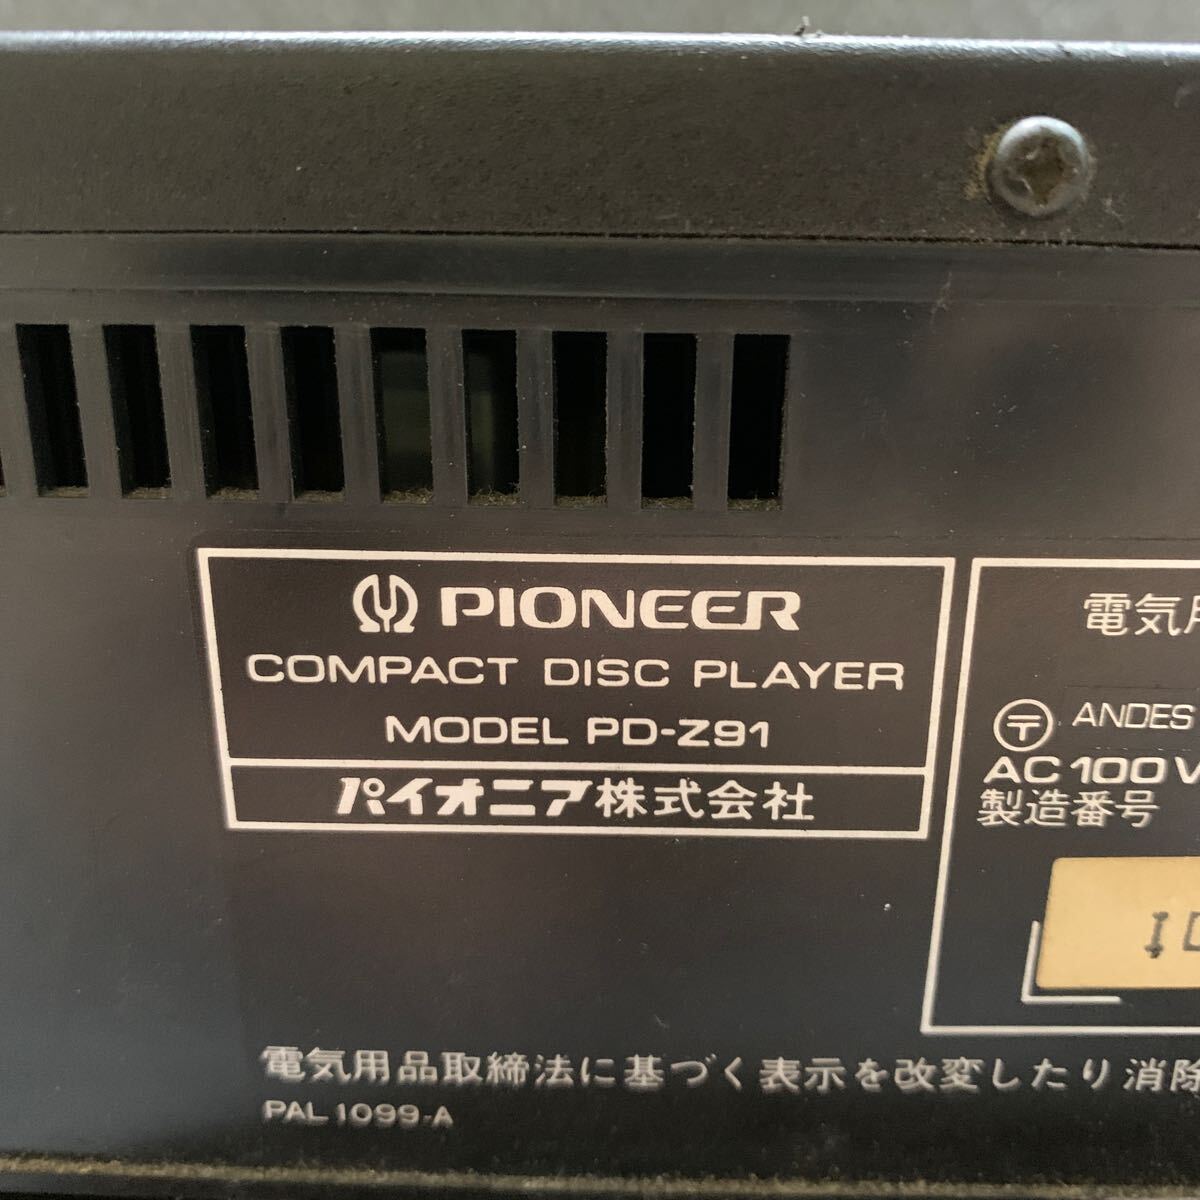 PIONEER
COMPACT DISC PLAYER
MODEL PD-Z91
パイオニア株式会社
電気用
〒 ANDES
AC 100 V
製造番号
電気用品取締法に基づく表示を改変したり消除
PAL 1099-A